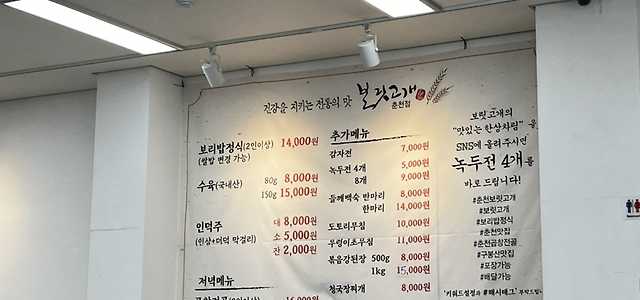 건강을 지키는 전통의 맛 보릿고개 춘천점
보리밥정식(2인이상) 14,000원
(쌀밥 변경 가능)
수육(국내산) 80g 8,000원
150g 15,000원
인덕주 대 8,000원
(인삼+더덕 막걸리) 소 5,000원
잔 2,000원
저녁메뉴
추가메뉴
감자전 7,000원
녹두전 4개 5,000원
8개 9,000원
들깨백숙 반마리 8,000원
한마리 14,000원
도토리무침 10,000원
우렁이초무침 11,000원
볶음강된장 500g 8,000원
1kg 15,000원
청국장찌개 8,000원
보릿고개의
"맛있는 한상차림" 을
SNS에 올려주시면
녹두전 4개를
바로 드립니다!
#춘천보릿고개
#보릿고개
#보리밥정식
#춘천맛집
#춘천곱창전골
#구봉산맛집
#포장가능
#배달가능
'키워드설정과 #해시태그' 부탁드립